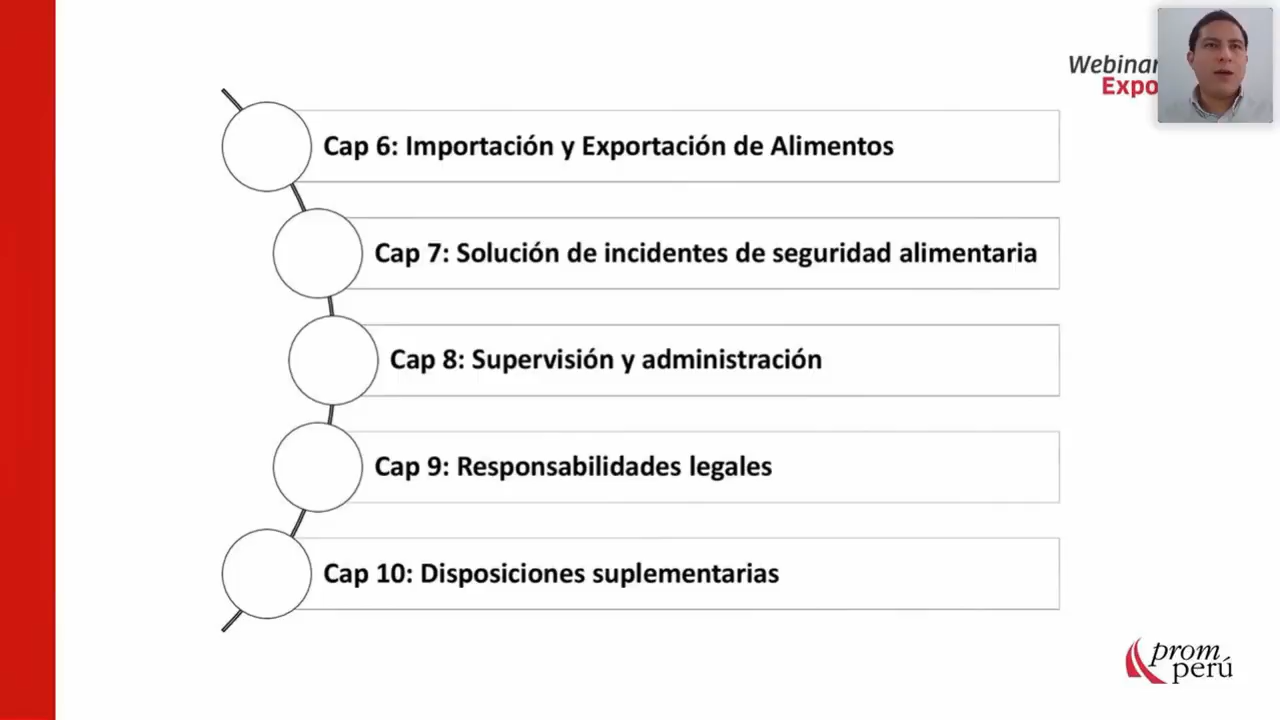 Webinar
Expo
Cap 6: Importación y Exportación de Alimentos
Cap 7: Solución de incidentes de seguridad alimentaria
Cap 8: Supervisión y administración
Cap 9: Responsabilidades legales
Cap 10: Disposiciones suplementarias
prom
perú